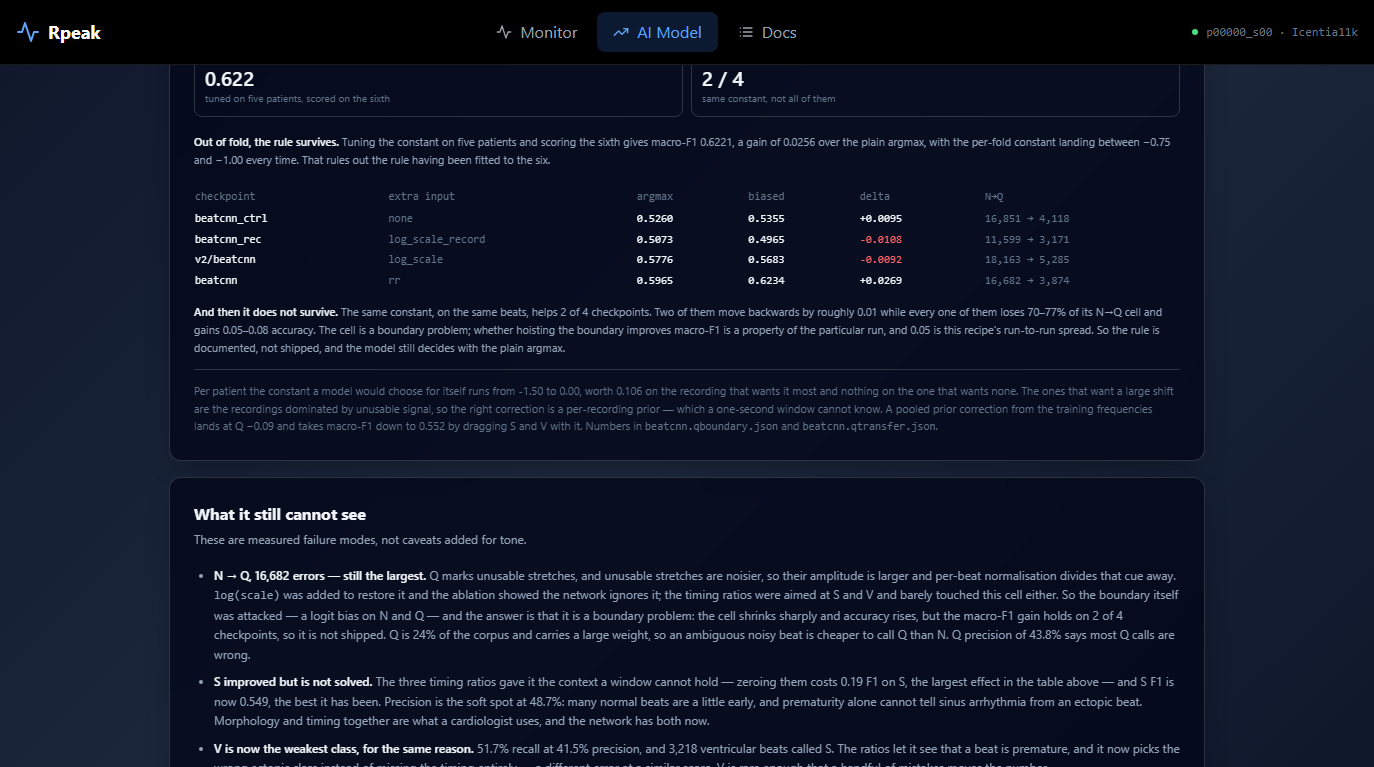 Rpeak
Monitor
AI Model
Docs
p00000_s00 · Icentia11k
0.622
tuned on five patients, scored on the sixth
2 / 4
same constant, not all of them
Out of fold, the rule survives. Tuning the constant on five patients and scoring the sixth gives macro-F1 0.6221, a gain of 0.0256 over the plain argmax, with the per-fold constant landing between −0.75
and −1.00 every time. That rules out the rule having been fitted to the six.
checkpoint extra input argmax biased delta N→Q
beatcnn_ctrl none 0.5260 0.5355 +0.0095 16,851 → 4,118
beatcnn_rec log_scale_record 0.5073 0.4965 -0.0108 11,599 → 3,171
v2/beatcnn log_scale 0.5776 0.5683 -0.0092 18,163 → 5,285
beatcnn rr 0.5965 0.6234 +0.0269 16,682 → 3,874
And then it does not survive. The same constant, on the same beats, helps 2 of 4 checkpoints. Two of them move backwards by roughly 0.01 while every one of them loses 70–77% of its N→Q cell and
gains 0.05–0.08 accuracy. The cell is a boundary problem; whether hoisting the boundary improves macro-F1 is a property of the particular run, and 0.05 is this recipe's run-to-run spread. So the rule is
documented, not shipped, and the model still decides with the plain argmax.
Per patient the constant a model would choose for itself runs from -1.50 to 0.00, worth 0.106 on the recording that wants it most and nothing on the one that wants none. The ones that want a large shift
are the recordings dominated by unusable signal, so the right correction is a per-recording prior — which a one-second window cannot know. A pooled prior correction from the training frequencies
lands at Q −0.09 and takes macro-F1 down to 0.552 by dragging S and V with it. Numbers in beatcnn.qboundary.json and beatcnn.qtransfer.json.
What it still cannot see
These are measured failure modes, not caveats added for tone.
• N → Q, 16,682 errors — still the largest. Q marks unusable stretches, and unusable stretches are noisier, so their amplitude is larger and per-beat normalisation divides that cue away.
log(scale) was added to restore it and the ablation showed the network ignores it; the timing ratios were aimed at S and V and barely touched this cell either. So the boundary itself
was attacked — a logit bias on N and Q — and the answer is that it is a boundary problem: the cell shrinks sharply and accuracy rises, but the macro-F1 gain holds on 2 of 4
checkpoints, so it is not shipped. Q is 24% of the corpus and carries a large weight, so an ambiguous noisy beat is cheaper to call Q than N. Q precision of 43.8% says most Q calls are
wrong.
• S improved but is not solved. The three timing ratios gave it the context a window cannot hold — zeroing them costs 0.19 F1 on S, the largest effect in the table above — and S F1 is
now 0.549, the best it has been. Precision is the soft spot at 48.7%: many normal beats are a little early, and prematurity alone cannot tell sinus arrhythmia from an ectopic beat.
Morphology and timing together are what a cardiologist uses, and the network has both now.
• V is now the weakest class, for the same reason. 51.7% recall at 41.5% precision, and 3,218 ventricular beats called S. The ratios let it see that a beat is premature, and it now picks the